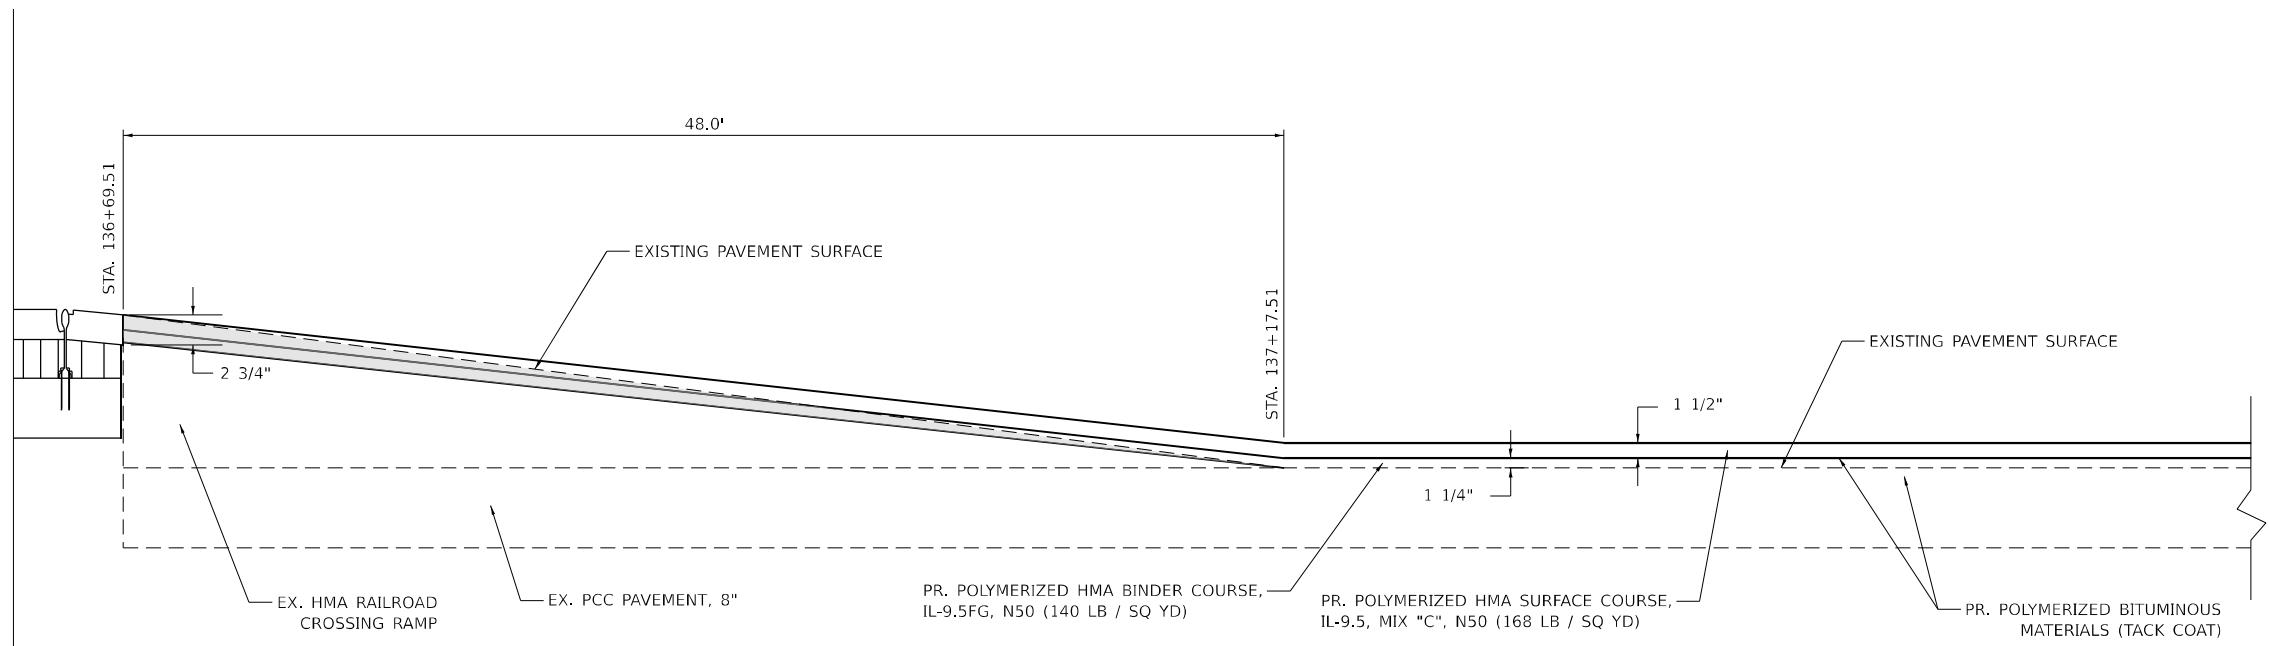 48.0'
STA. 136+69.51
EXISTING PAVEMENT SURFACE
STA. 137+17.51
EXISTING PAVEMENT SURFACE
2 3/4"
1 1/2"
1 1/4"
EX. HMA RAILROAD
CROSSING RAMP
EX. PCC PAVEMENT, 8"
PR. POLYMERIZED HMA BINDER COURSE,
IL-9.5FG, N50 (140 LB / SQ YD)
PR. POLYMERIZED HMA SURFACE COURSE,
IL-9.5, MIX "C", N50 (168 LB / SQ YD)
PR. POLYMERIZED BITUMINOUS
MATERIALS (TACK COAT)